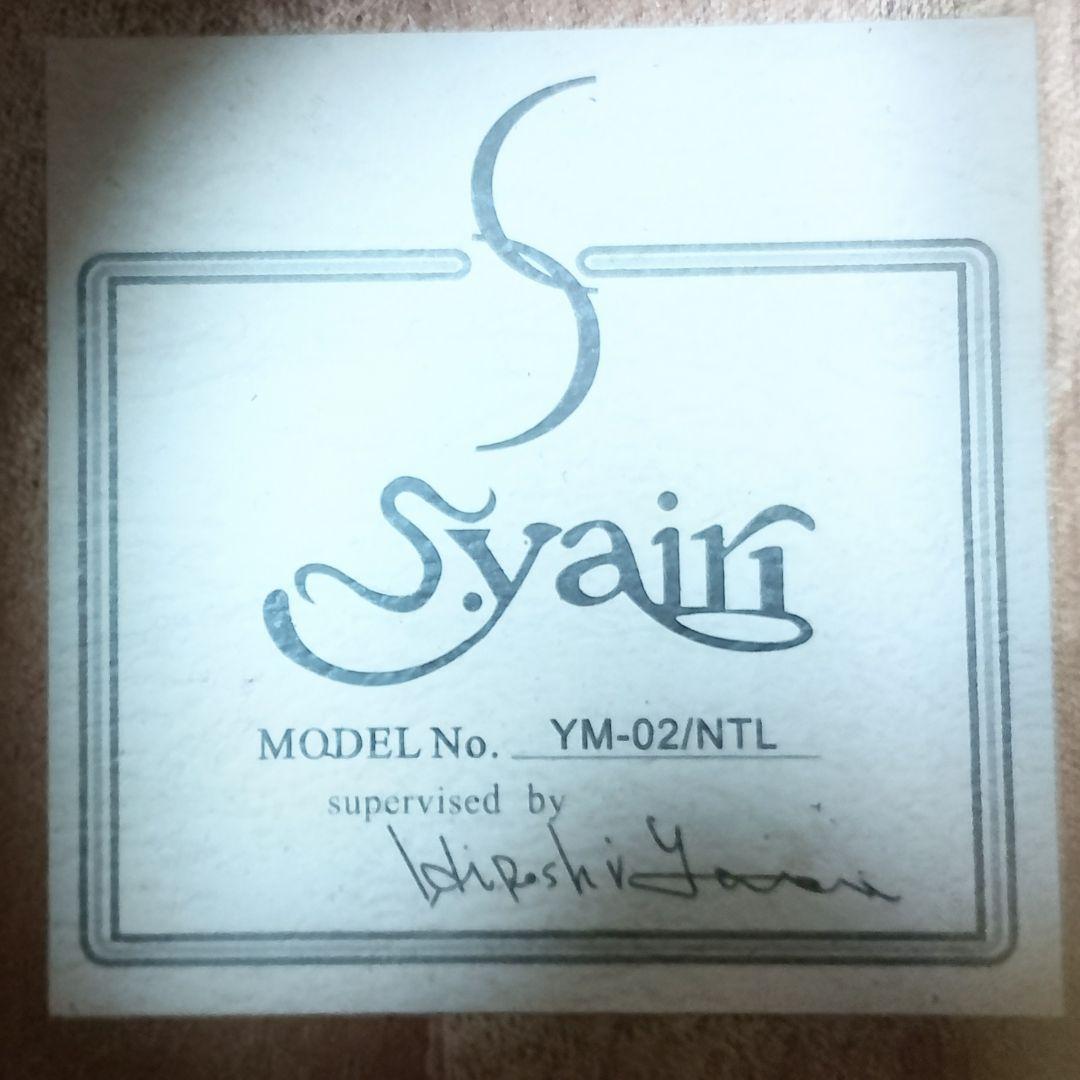 S
S.yairi
MODEL No. YM-02/NTL
supervised by
Hiroshi Yairi